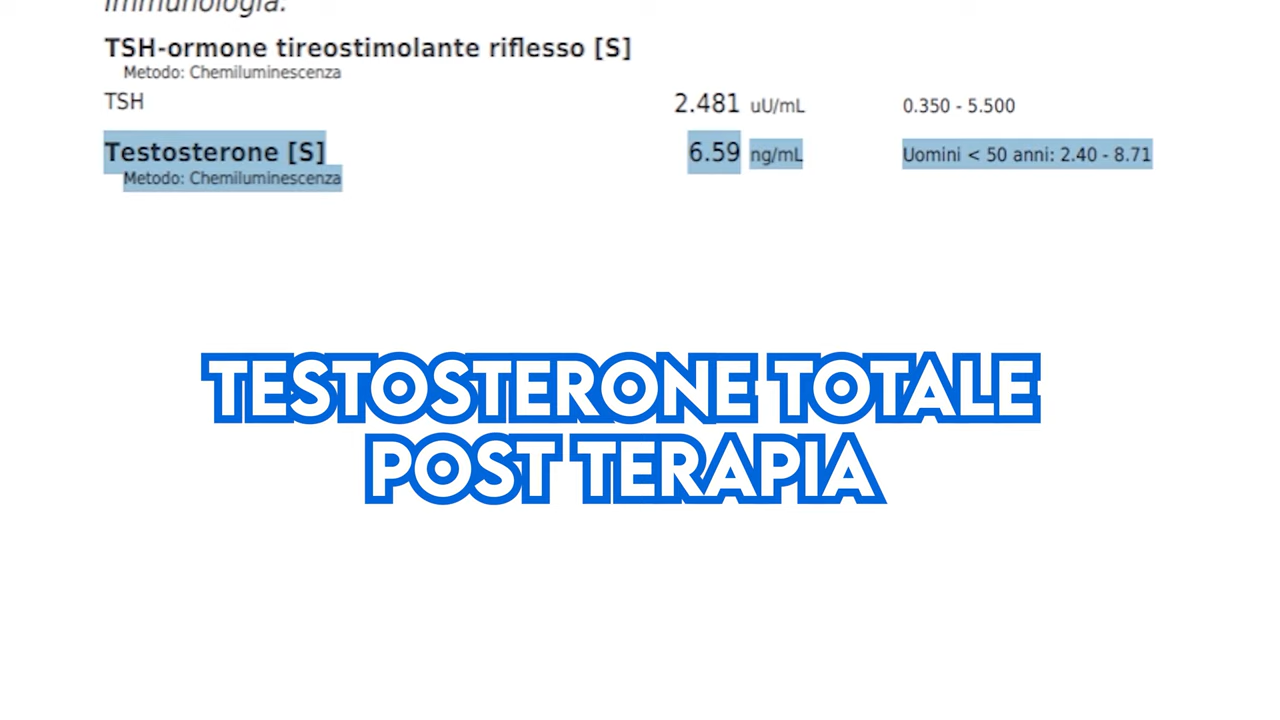 Immunologia:
TSH-ormone tireostimolante riflesso [S]
Metodo: Chemiluminescenza
TSH 2.481 uU/mL 0.350 - 5.500
Testosterone [S] 6.59 ng/mL Uomini < 50 anni: 2.40 - 8.71
Metodo: Chemiluminescenza
TESTOSTERONE TOTALE
POST TERAPIA